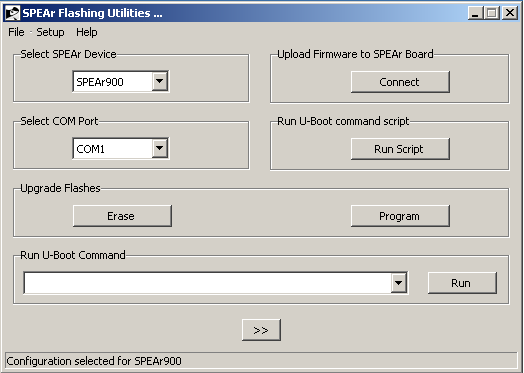 SPEAr Flashing Utilities ...
File Setup Help
Select SPEAr Device
SPEAr900
Upload Firmware to SPEAr Board
Connect
Select COM Port
COM1
Run U-Boot command script
Run Script
Upgrade Flashes
Erase
Program
Run U-Boot Command
Run
>>
Configuration selected for SPEAr900